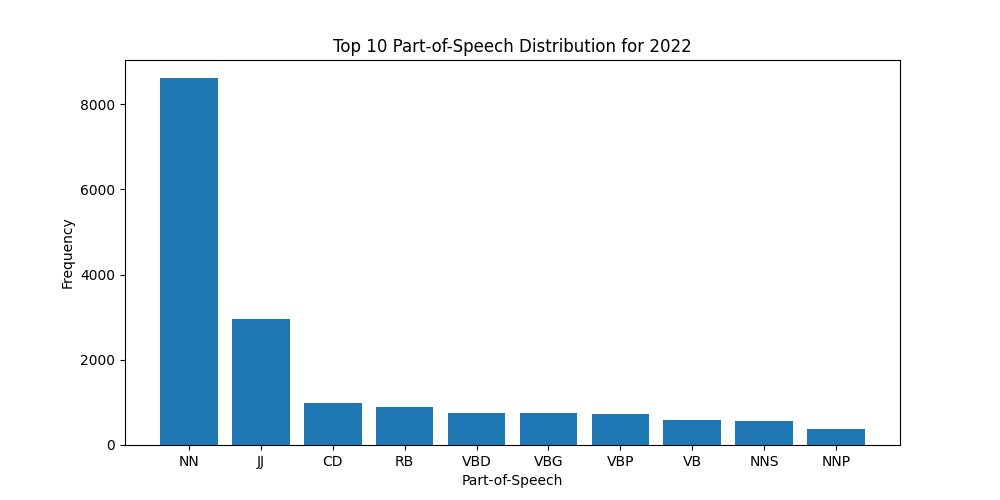 Top 10 Part-of-Speech Distribution for 2022
Frequency
8000
6000
4000
2000
0
NN JJ CD RB VBD VBG VBP VB NNS NNP
Part-of-Speech